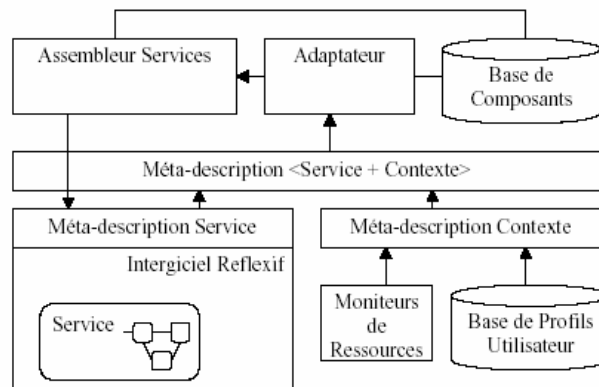 Assembleur Services
Adaptateur
Base de
Composants
Méta-description <Service + Contexte>
Méta-description Service
Méta-description Contexte
Intergiciel Reflexif
Service
Moniteurs
de
Ressources
Base de Profils
Utilisateur